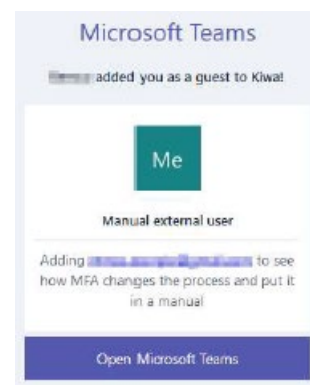 Microsoft Teams
added you as a guest to Kiwa!
Me
Manual external user
Adding to see
how MFA changes the process and put it
in a manual
Open Microsoft Teams